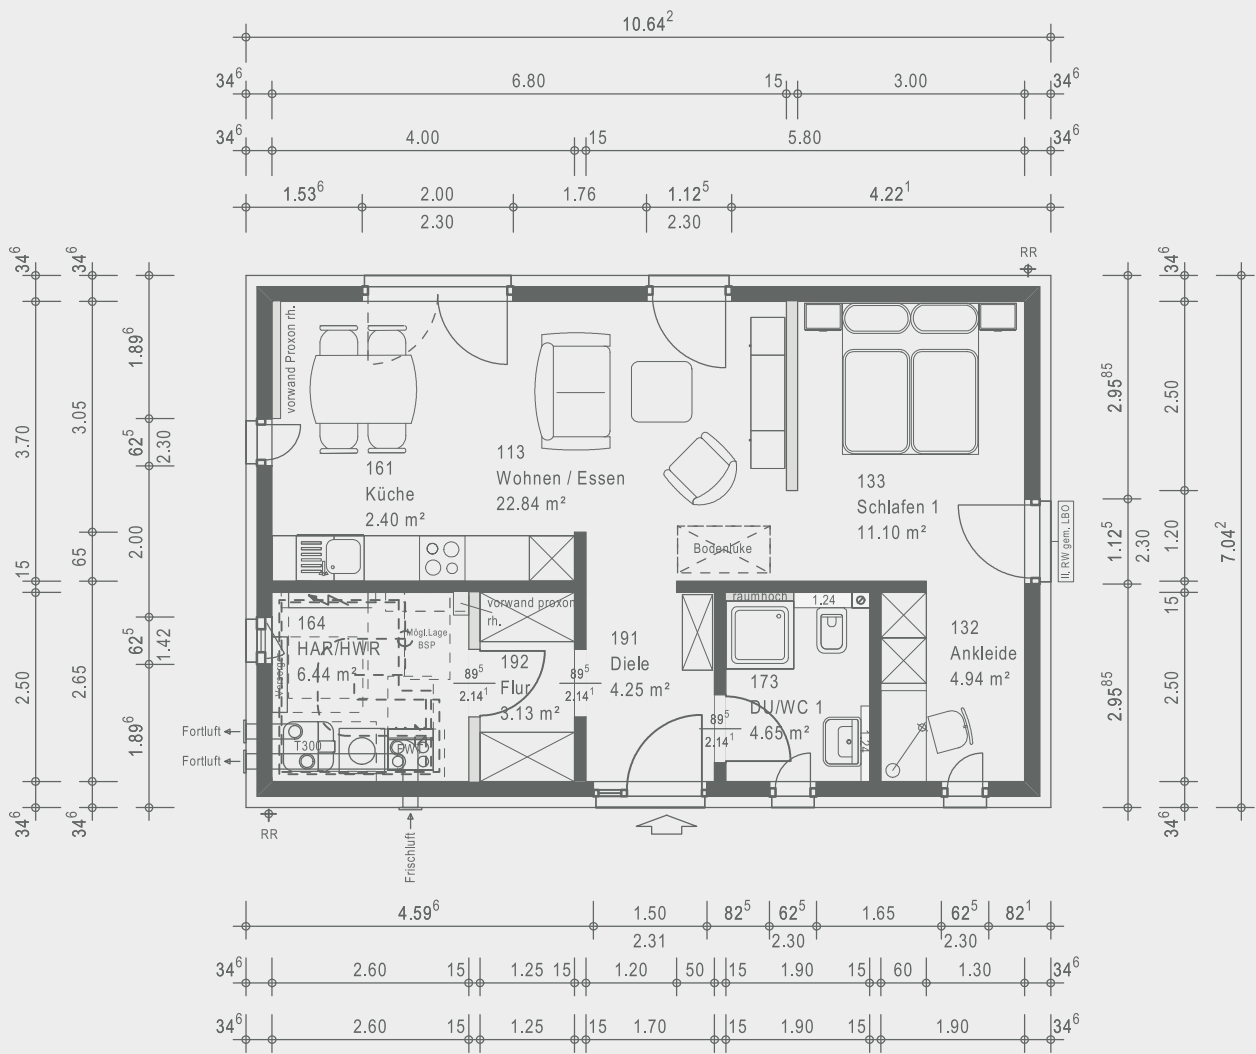 10.64²
34⁶ 6.80 15 3.00 34⁶
34⁶ 4.00 15 5.80 34⁶
1.53⁶ 2.00 1.76 1.12⁵ 4.22¹
2.30 2.30
RR
34⁶ 3.70 15 2.50 34⁶
34⁶ 3.05 65 2.65 34⁶
1.89⁶ 62⁵ 2.00 62⁵ 1.89⁶
2.30 1.42
vorwand Proxon rh.
161
Küche
2.40 m²
113
Wohnen / Essen
22.84 m²
133
Schlafen 1
11.10 m²
Bodenluke
II. RW gem. LBO
2.95⁸⁵ 1.12⁵ 2.95⁸⁵
2.30
34⁶ 2.50 1.20 15 2.50 34⁶
7.04²
164
HAR/HWR
6.44 m²
Mögl.Lage
BSP
vorwand proxon
rh.
192
Flur
3.13 m²
89⁵
2.14¹
89⁵
2.14¹
191
Diele
4.25 m²
raumhoch
1.24
173
DU/WC 1
4.65 m²
89⁵
2.14¹
1.24
132
Ankleide
4.94 m²
T300
Fortluft
Fortluft
Frischluft
RR
4.59⁶ 1.50 82⁵ 62⁵ 1.65 62⁵ 82¹
2.31 2.30 2.30
34⁶ 2.60 15 1.25 15 1.20 50 15 1.90 15 60 1.30 34⁶
34⁶ 2.60 15 1.25 15 1.70 15 1.90 15 1.90 34⁶